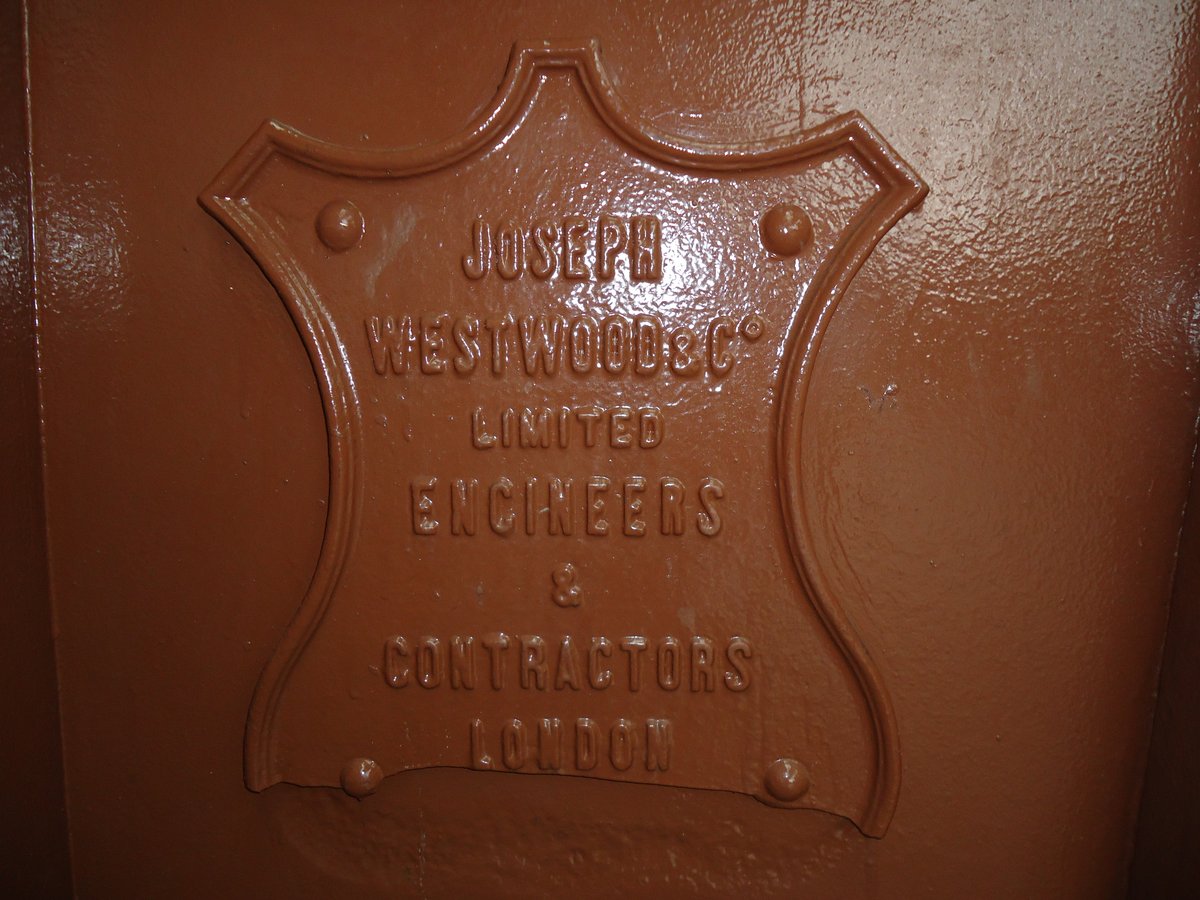 JOSEPH
WESTWOOD & Cº
LIMITED
ENGINEERS
&
CONTRACTORS
LONDON